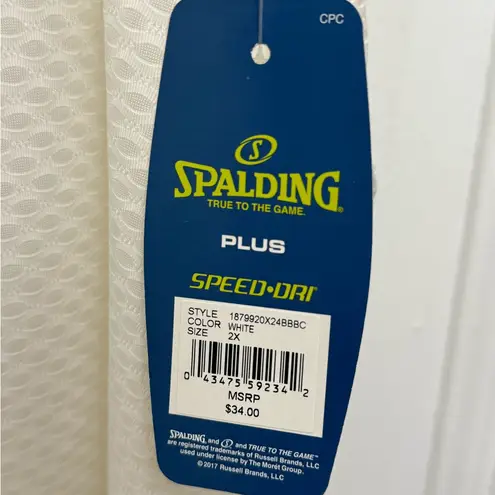 CPC
S
SPALDING®
TRUE TO THE GAME.
PLUS
SPEED•DRI
STYLE 1879920X24BBBC
COLOR WHITE
SIZE 2X
0 43475 59234 2
MSRP
$34.00
SPALDING, and S and TRUE TO THE GAME™
are registered trademarks of Russell Brands, LLC
used under license by The Morét Group.
© 2017 Russell Brands, LLC